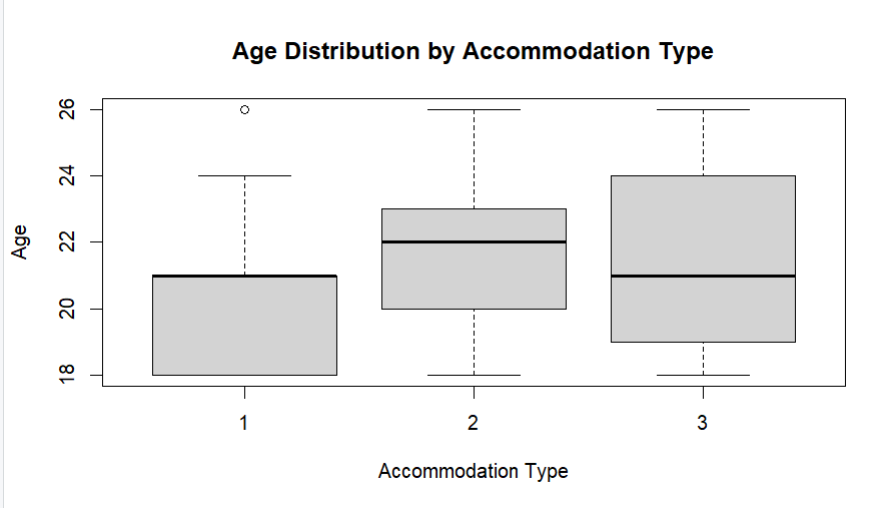 Age Distribution by Accommodation Type
26
24
22
20
18
Age
1 2 3
Accommodation Type